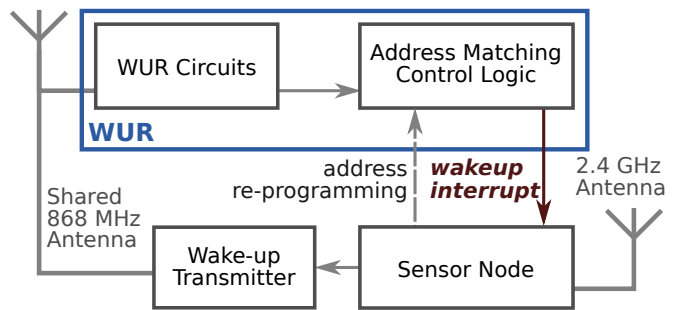 WUR Circuits
Address Matching
Control Logic
WUR
address
re-programming
wakeup
interrupt
2.4 GHz
Antenna
Shared
868 MHz
Antenna
Wake-up
Transmitter
Sensor Node